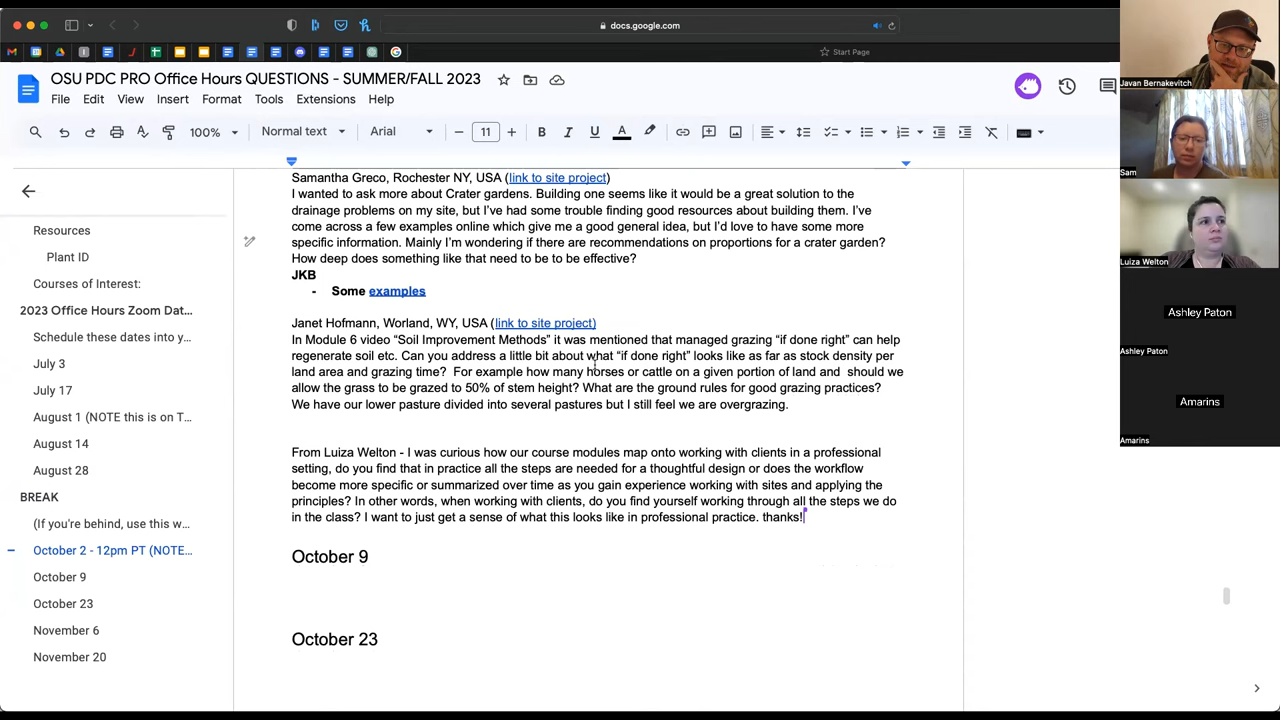 docs.google.com
Start Page
OSU PDC PRO Office Hours QUESTIONS - SUMMER/FALL 2023
File Edit View Insert Format Tools Extensions Help
100% Normal text Arial 11
Resources
Plant ID
Courses of Interest:
2023 Office Hours Zoom Dat...
Schedule these dates into y...
July 3
July 17
August 1 (NOTE this is on T...
August 14
August 28
BREAK
(If you're behind, use this w...
October 2 - 12pm PT (NOTE...
October 9
October 23
November 6
November 20
Samantha Greco, Rochester NY, USA (link to site project)
I wanted to ask more about Crater gardens. Building one seems like it would be a great solution to the
drainage problems on my site, but I've had some trouble finding good resources about building them. I've
come across a few examples online which give me a good general idea, but I'd love to have some more
specific information. Mainly I'm wondering if there are recommendations on proportions for a crater garden?
How deep does something like that need to be to be effective?
JKB
- Some examples
Janet Hofmann, Worland, WY, USA (link to site project)
In Module 6 video “Soil Improvement Methods” it was mentioned that managed grazing “if done right” can help
regenerate soil etc. Can you address a little bit about what “if done right” looks like as far as stock density per
land area and grazing time? For example how many horses or cattle on a given portion of land and should we
allow the grass to be grazed to 50% of stem height? What are the ground rules for good grazing practices?
We have our lower pasture divided into several pastures but I still feel we are overgrazing.
From Luiza Welton - I was curious how our course modules map onto working with clients in a professional
setting, do you find that in practice all the steps are needed for a thoughtful design or does the workflow
become more specific or summarized over time as you gain experience working with sites and applying the
principles? In other words, when working with clients, do you find yourself working through all the steps we do
in the class? I want to just get a sense of what this looks like in professional practice. thanks!
October 9
October 23
Javan Bernakevitch
Sam
Luiza Welton
Ashley Paton
Ashley Paton
Amarins
Amarins